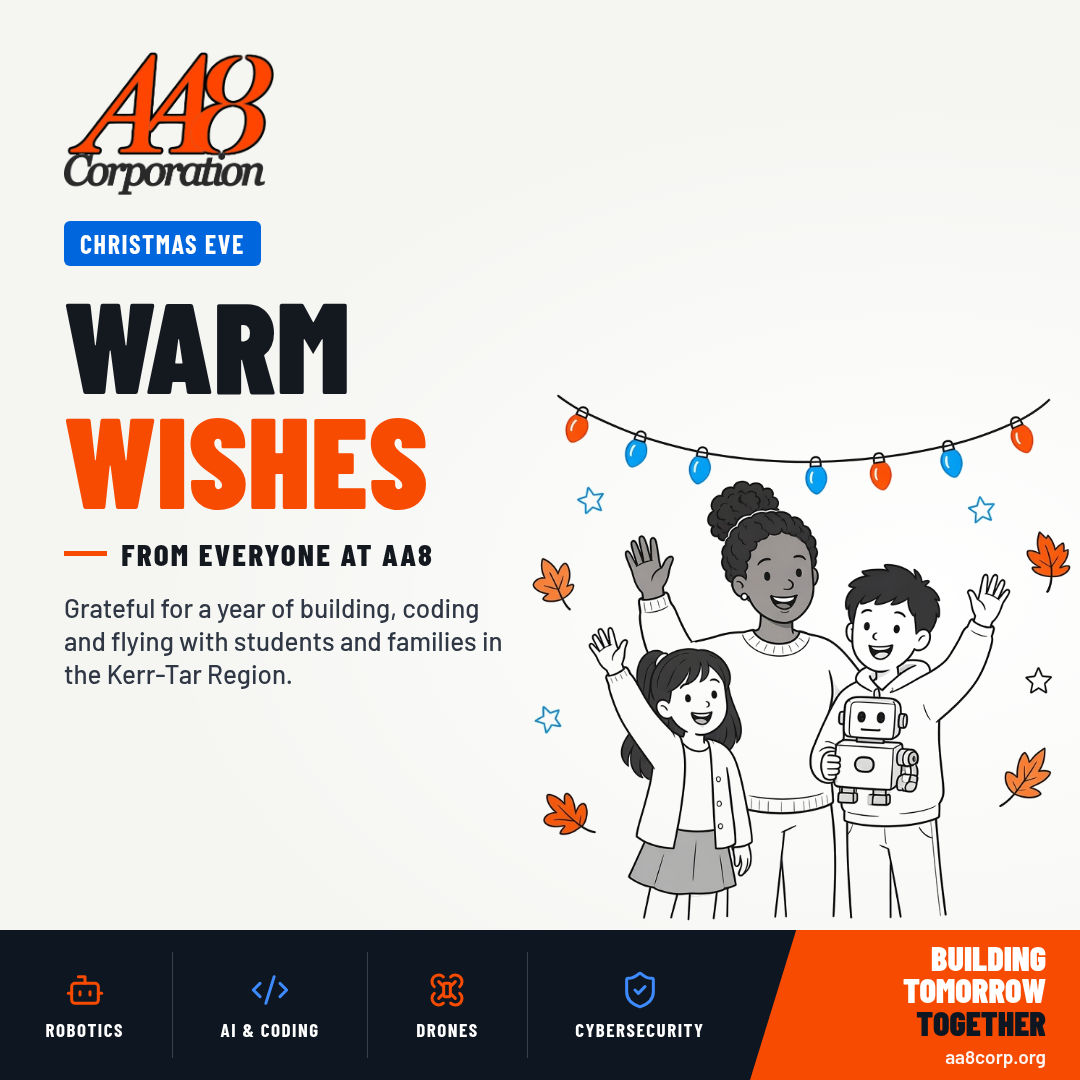 AA8
Corporation
CHRISTMAS EVE
WARM
WISHES
FROM EVERYONE AT AA8
Grateful for a year of building, coding
and flying with students and families in
the Kerr-Tar Region.
ROBOTICS
AI & CODING
DRONES
CYBERSECURITY
BUILDING
TOMORROW
TOGETHER
aa8corp.org